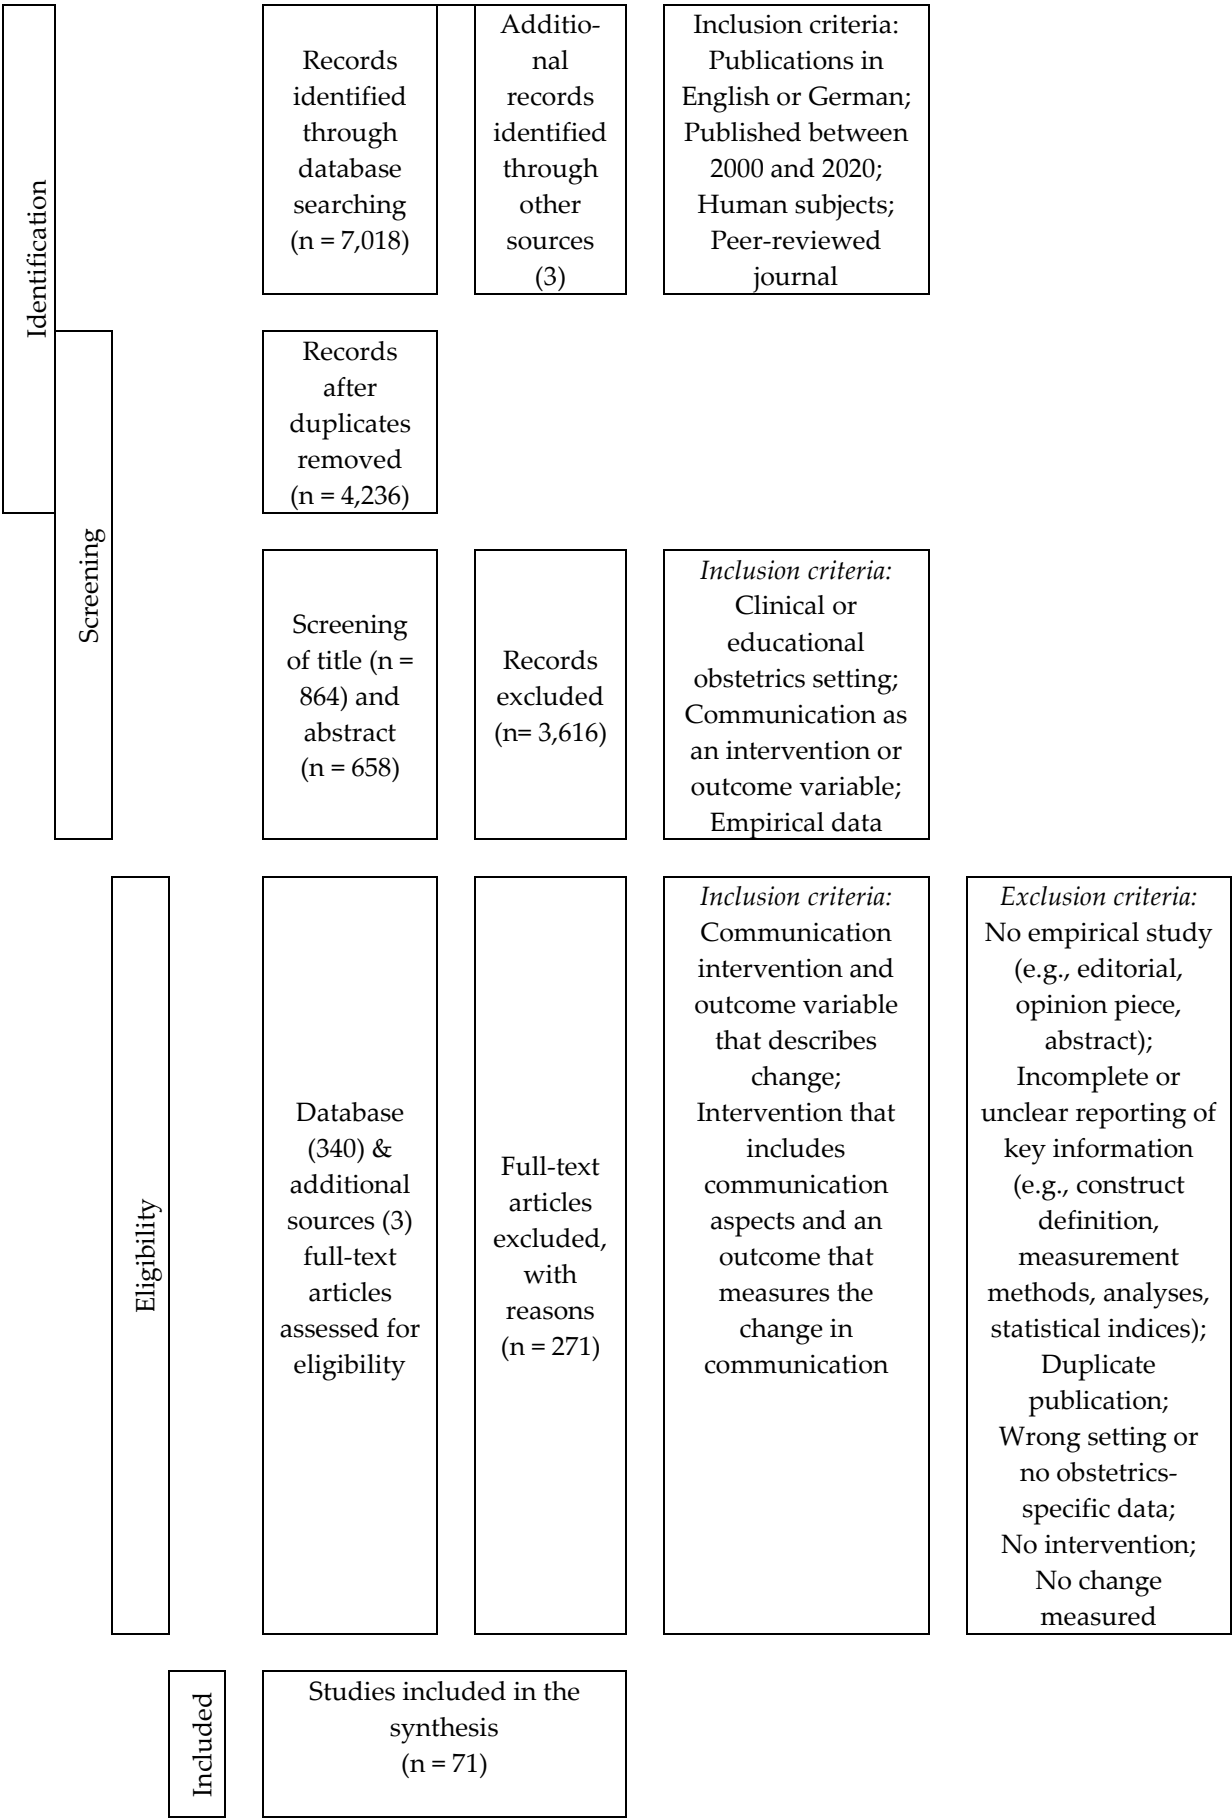 Identification
Records
identified
through
database
searching
(n = 7,018)
Additio-
nal
records
identified
through
other
sources
(3)
Inclusion criteria:
Publications in
English or German;
Published between
2000 and 2020;
Human subjects;
Peer-reviewed
journal
Screening
Records
after
duplicates
removed
(n = 4,236)
Screening
of title (n =
864) and
abstract
(n = 658)
Records
excluded
(n= 3,616)
Inclusion criteria:
Clinical or
educational
obstetrics setting;
Communication as
an intervention or
outcome variable;
Empirical data
Eligibility
Database
(340) &
additional
sources (3)
full-text
articles
assessed for
eligibility
Full-text
articles
excluded,
with
reasons
(n = 271)
Inclusion criteria:
Communication
intervention and
outcome variable
that describes
change;
Intervention that
includes
communication
aspects and an
outcome that
measures the
change in
communication
Exclusion criteria:
No empirical study
(e.g., editorial,
opinion piece,
abstract);
Incomplete or
unclear reporting of
key information
(e.g., construct
definition,
measurement
methods, analyses,
statistical indices);
Duplicate
publication;
Wrong setting or
no obstetrics-
specific data;
No intervention;
No change
measured
Included
Studies included in the
synthesis
(n = 71)